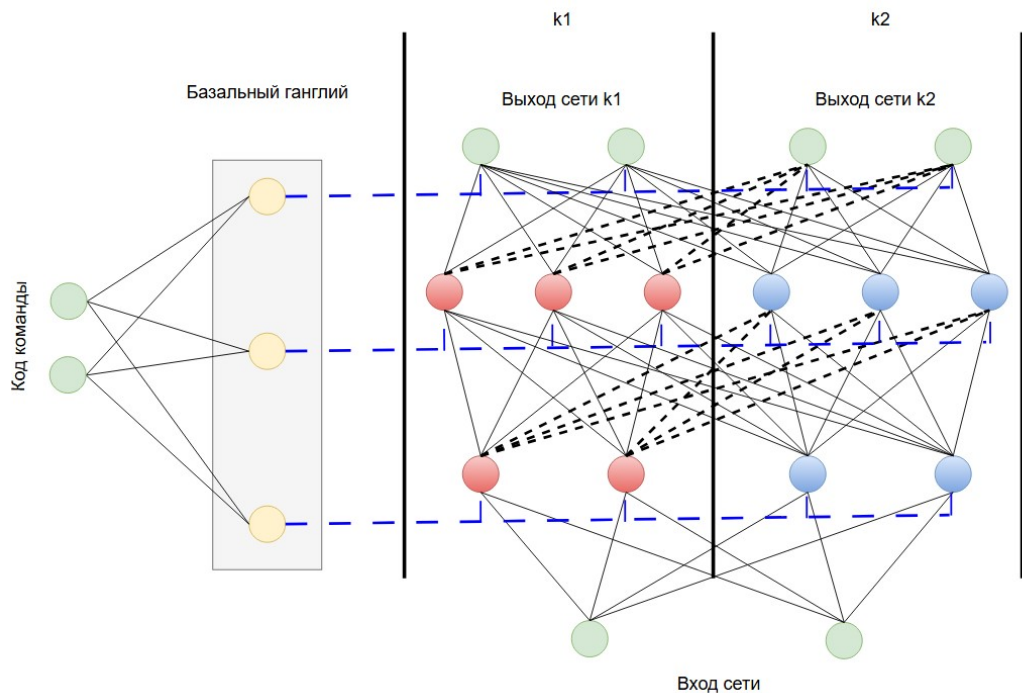 k1
k2
Базальный ганглий
Выход сети k1
Выход сети k2
Код команды
Вход сети